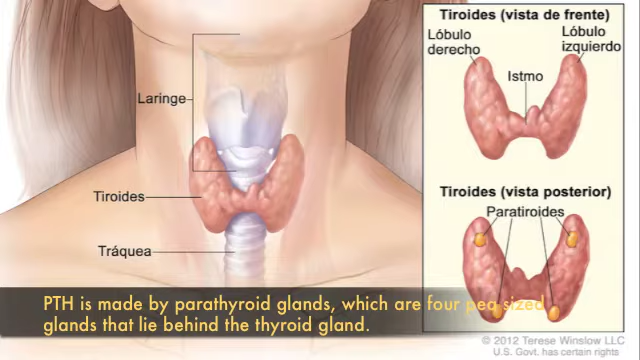 Laringe
Tiroides
Tráquea
Tiroides (vista de frente)
Lóbulo
derecho
Lóbulo
izquierdo
Istmo
Tiroides (vista posterior)
Paratiroides
PTH is made by parathyroid glands, which are four pea sized
glands that lie behind the thyroid gland.
© 2012 Terese Winslow LLC
U.S. Govt. has certain rights